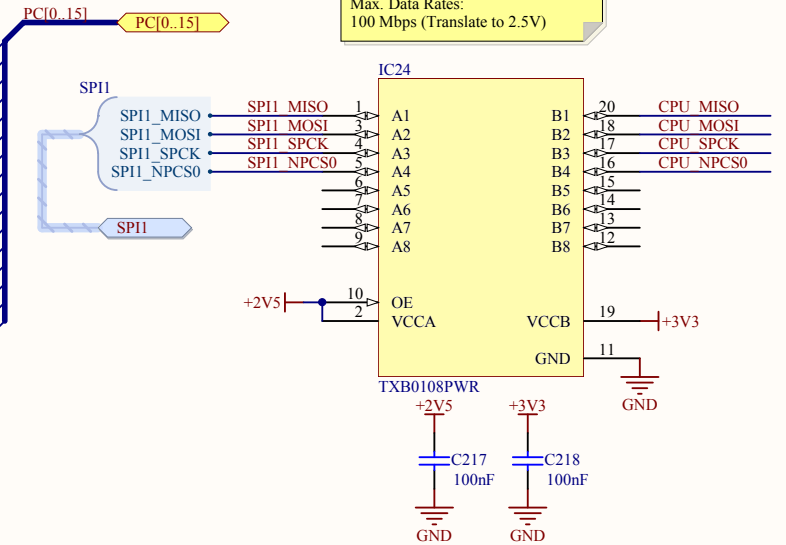 Max. Data Rates:
100 Mbps (Translate to 2.5V)
PC[0..15]
PC[0..15]
IC24
SPI1
SPI1_MISO SPI1_MISO 1 A1 B1 20 CPU_MISO
SPI1_MOSI SPI1_MOSI 3 A2 B2 18 CPU_MOSI
SPI1_SPCK SPI1_SPCK 4 A3 B3 17 CPU_SPCK
SPI1_NPCS0 SPI1_NPCS0 5 A4 B4 16 CPU_NPCS0
6 A5 B5 15
7 A6 B6 14
SPI1 8 A7 B7 13
9 A8 B8 12
+2V5 10 OE
2 VCCA VCCB 19 +3V3
GND 11
GND
TXB0108PWR
+2V5 +3V3
C217 C218
100nF 100nF
GND GND